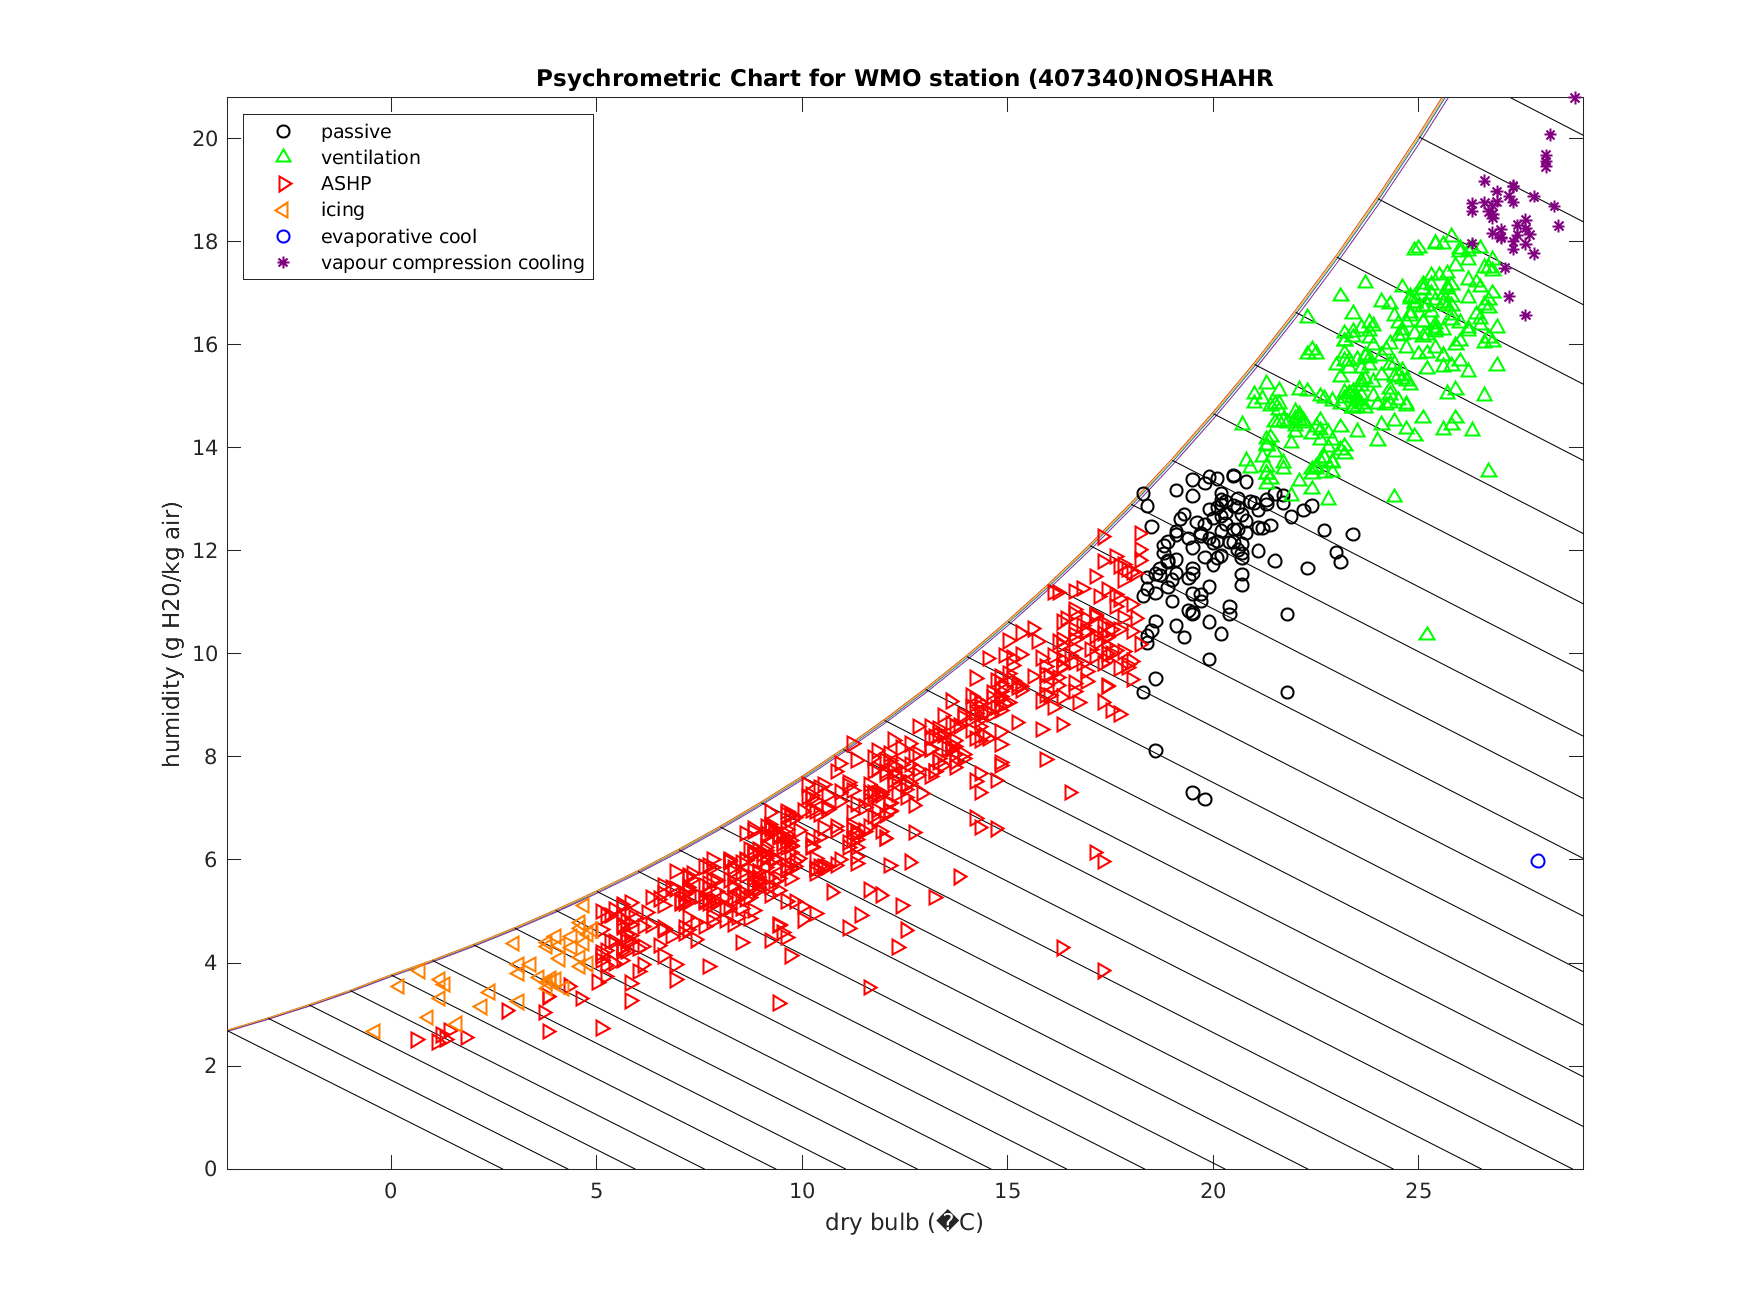 Psychrometric Chart for WMO station (407340)NOSHAHR
passive
ventilation
ASHP
icing
evaporative cool
vapour compression cooling
20
18
16
14
12
10
8
6
4
2
0
humidity (g H20/kg air)
0 5 10 15 20 25
dry bulb (�C)